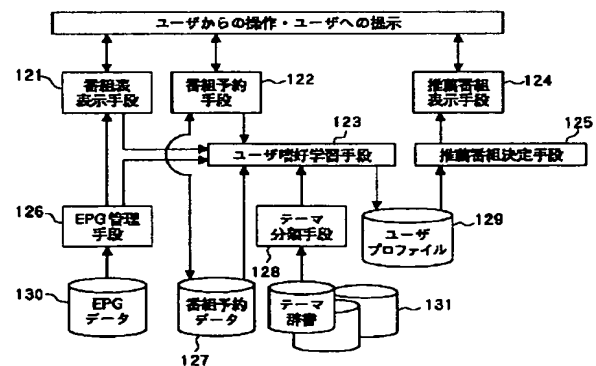 ユーザからの操作・ユーザへの提示
121
番組表
表示手段
番組予約
手段
122
推薦番組
表示手段
124
123
ユーザ嗜好学習手段
125
推薦番組決定手段
126
EPG管理
手段
テーマ
分類手段
128
ユーザ
プロファイル
129
130
EPG
データ
番組予約
データ
127
テーマ
辞書
131